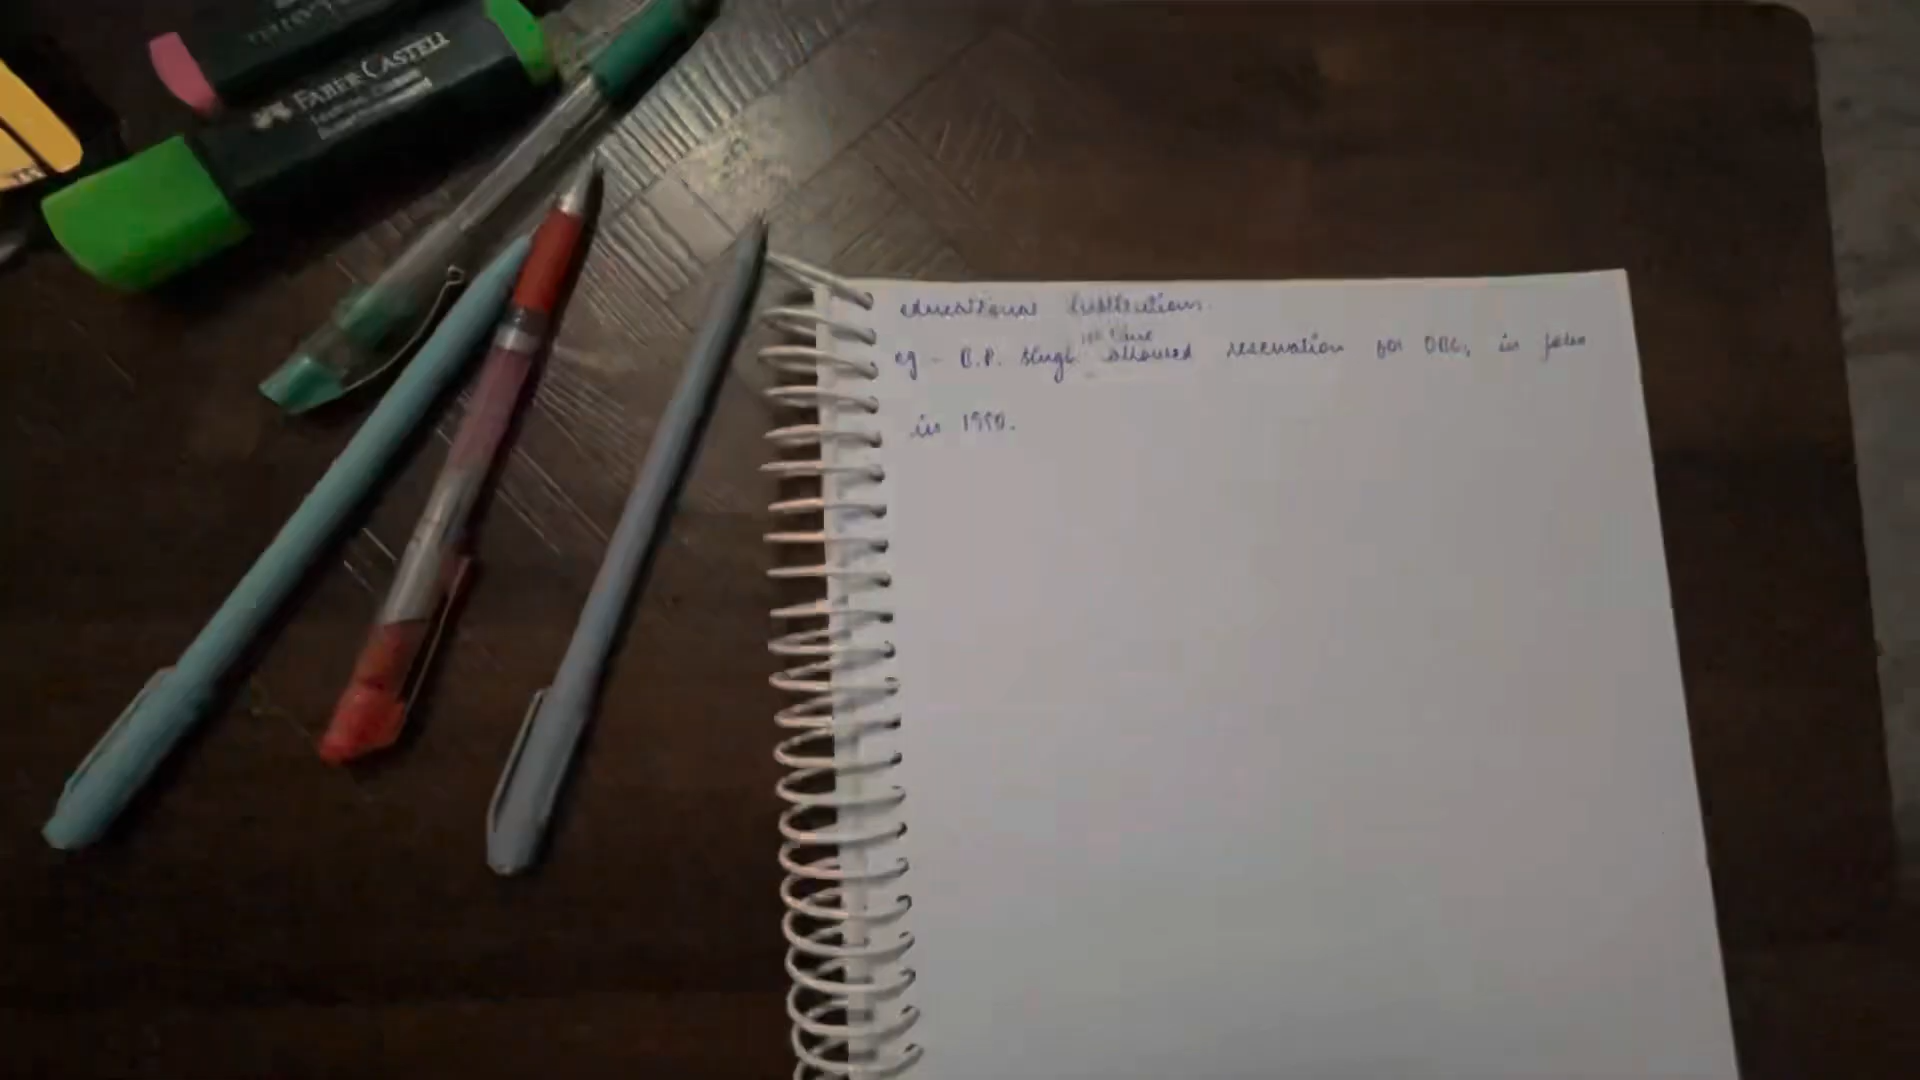 FABER-CASTELL
educational institutions.
eg - B.P. Singh allowed reservation for OBCs in jobs
in 1990.